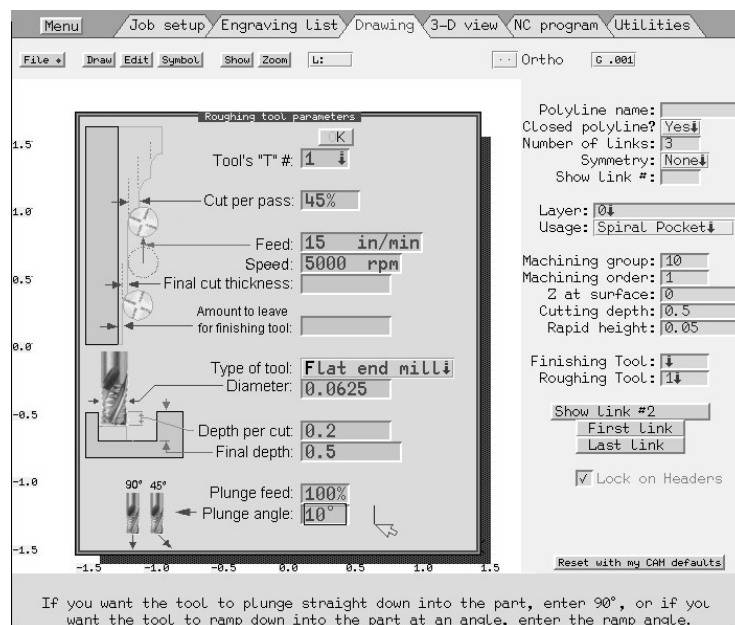 Menu Job setup Engraving list Drawing 3-D view NC program Utilities
File Draw Edit Symbol Show Zoom L: Ortho G .001
Roughing tool parameters
OK
Tool's "T" #: 1
Cut per pass: 45%
Feed: 15 in/min
Speed: 5000 rpm
Final cut thickness:
Amount to leave
for finishing tool:
Type of tool: Flat end mill
Diameter: 0.0625
Depth per cut: 0.2
Final depth: 0.5
90° 45°
Plunge feed: 100%
Plunge angle: 10°
1.5
1.0
0.5
0.0
-0.5
-1.0
-1.5
-1.5 -1.0 -0.5 0.0 0.5 1.0 1.5
Polyline name:
Closed polyline? Yes
Number of links: 3
Symmetry: None
Show link #:
Layer: 0
Usage: Spiral Pocket
Machining group: 10
Machining order: 1
Z at surface: 0
Cutting depth: 0.5
Rapid height: 0.05
Finishing Tool:
Roughing Tool: 1
Show link #2
First link
Last link
Lock on Headers
Reset with my CAM defaults
If you want the tool to plunge straight down into the part, enter 90°, or if you
want the tool to ramp down into the part at an angle, enter the ramp angle.